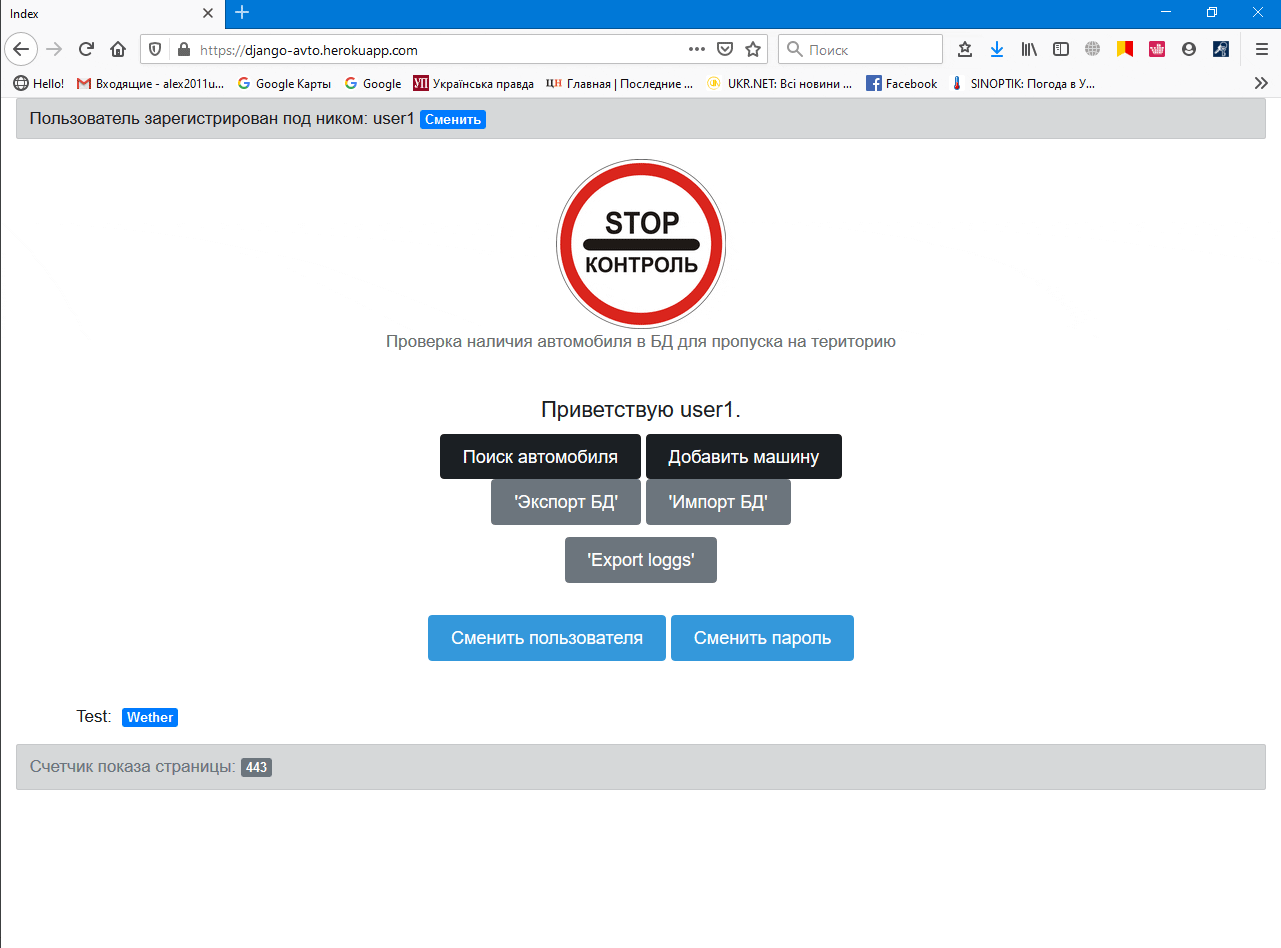 Index
https://django-avto.herokuapp.com
Поиск
Hello!
Входящие - alex2011u...
Google Карты
Google
УП Українська правда
ЦН Главная | Последние ...
UKR.NET: Всі новини ...
Facebook
SINOPTIK: Погода в У...
Пользователь зарегистрирован под ником: user1 Сменить
STOP
КОНТРОЛЬ
Проверка наличия автомобиля в БД для пропуска на територию
Приветствую user1.
Поиск автомобиля Добавить машину
'Экспорт БД' 'Импорт БД'
'Export loggs'
Сменить пользователя Сменить пароль
Test: Wether
Счетчик показа страницы: 443